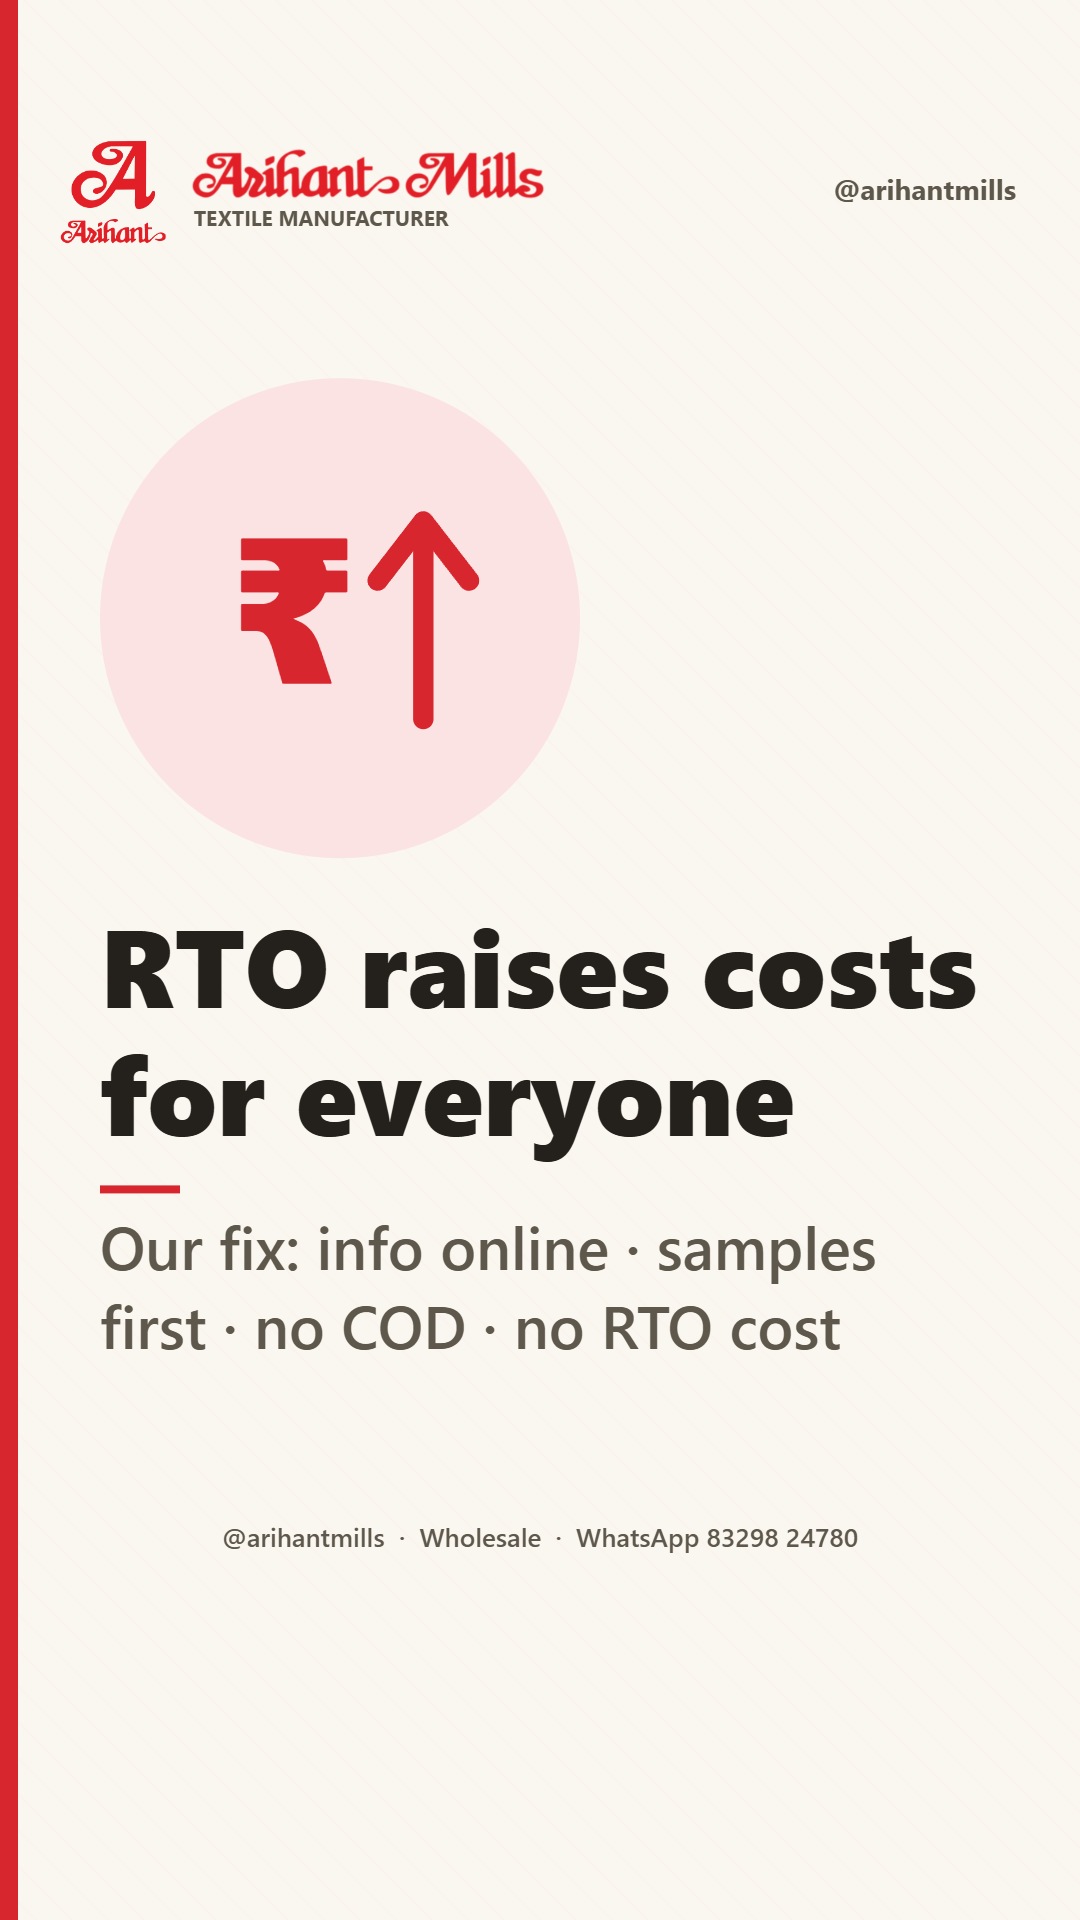 A
Arihant
Arihant Mills
TEXTILE MANUFACTURER
@arihantmills
₹
RTO raises costs
for everyone
Our fix: info online · samples
first · no COD · no RTO cost
@arihantmills · Wholesale · WhatsApp 83298 24780